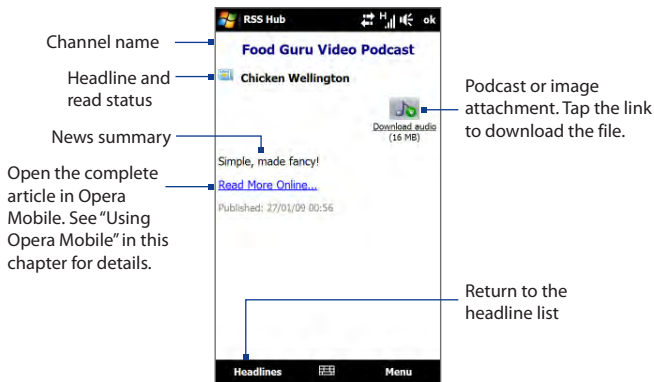 RSS Hub
H
ok
Channel name
Food Guru Video Podcast
Headline and
read status
Chicken Wellington
Podcast or image
attachment. Tap the link
to download the file.
Download audio
(16 MB)
News summary
Simple, made fancy!
Open the complete
article in Opera
Mobile. See “Using
Opera Mobile” in this
chapter for details.
Read More Online...
Published: 27/01/09 00:56
Return to the
headline list
Headlines
Menu